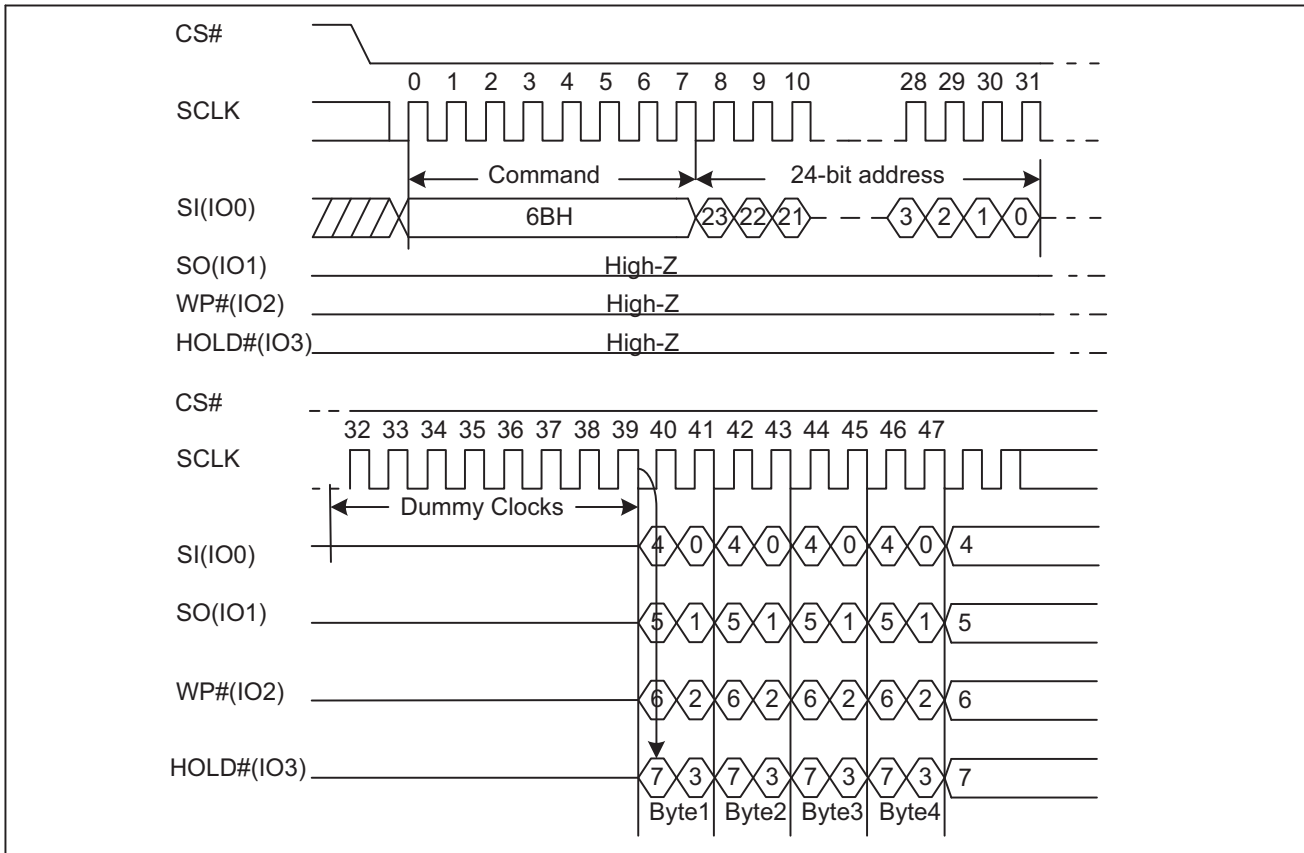 CS#
0 1 2 3 4 5 6 7 8 9 10 28 29 30 31
SCLK
Command 24-bit address
SI(IO0) 6BH 23 22 21 3 2 1 0
SO(IO1) High-Z
WP#(IO2) High-Z
HOLD#(IO3) High-Z
CS#
32 33 34 35 36 37 38 39 40 41 42 43 44 45 46 47
SCLK
Dummy Clocks
SI(IO0) 4 0 4 0 4 0 4 0 4
SO(IO1) 5 1 5 1 5 1 5 1 5
WP#(IO2) 6 2 6 2 6 2 6 2 6
HOLD#(IO3) 7 3 7 3 7 3 7 3 7
Byte1 Byte2 Byte3 Byte4